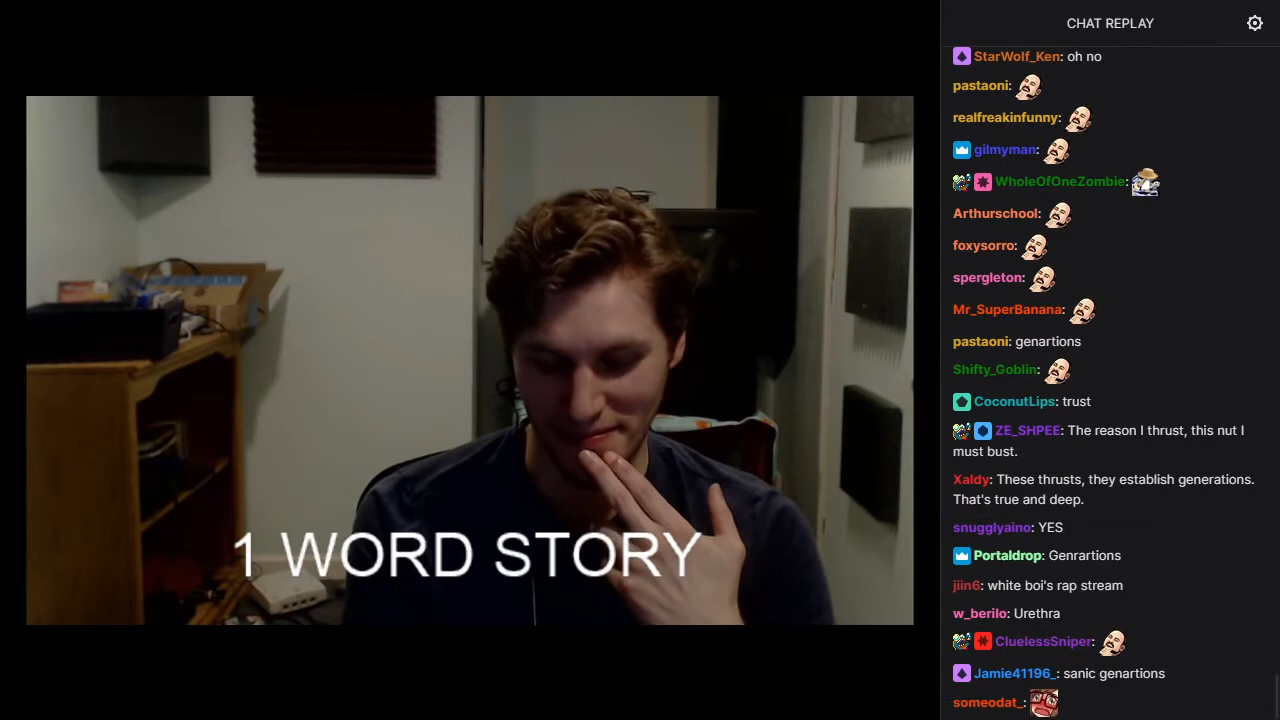 CHAT REPLAY
StarWolf_Ken: oh no
pastaoni:
realfreakinfunny:
gilmyman:
WholeOfOneZombie:
Arthurschool:
foxysorro:
spergleton:
Mr_SuperBanana:
pastaoni: genartions
Shifty_Goblin:
CoconutLips: trust
ZE_SHPEE: The reason I thrust, this nut I
must bust.
Xaldy: These thrusts, they establish generations.
That's true and deep.
snugglyaino: YES
Portaldrop: Genrartions
jiin6: white boi's rap stream
w_berilo: Urethra
CluelessSniper:
Jamie41196_: sanic genartions
someodat_:
1 WORD STORY